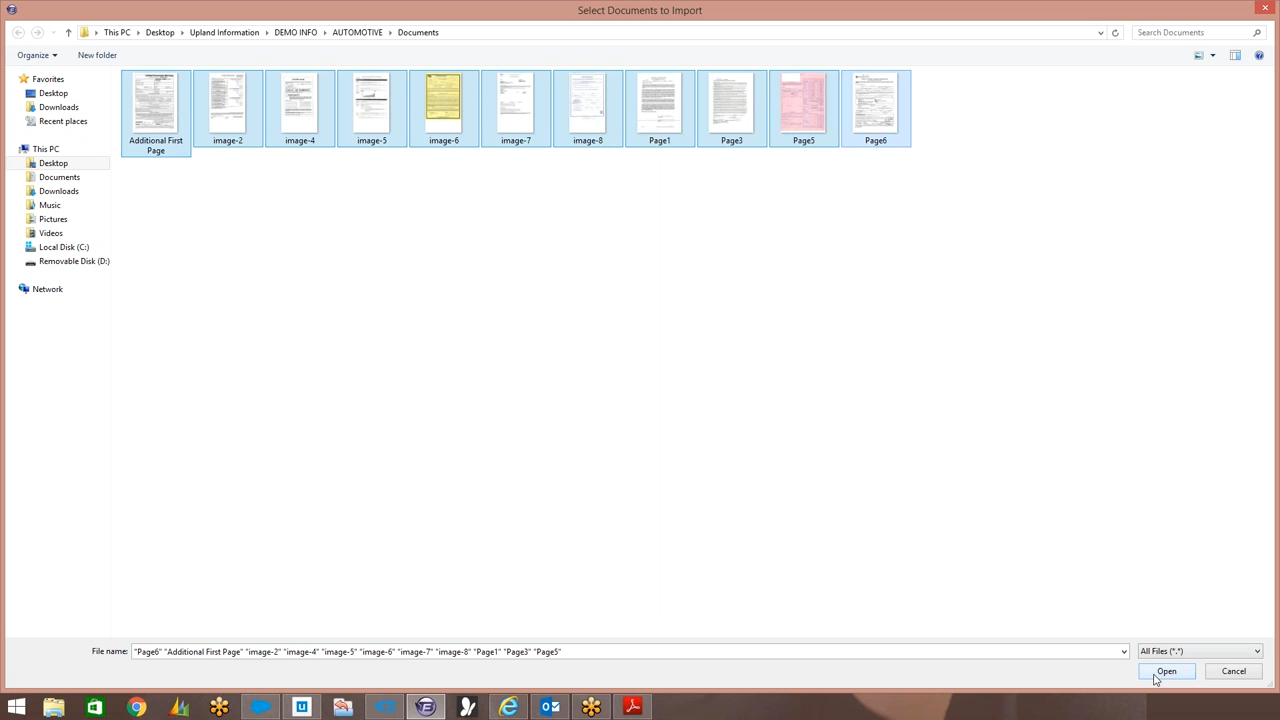 Select Documents to Import
This PC Desktop Upland Information DEMO INFO AUTOMOTIVE Documents
Search Documents
Organize
New folder
Favorites
Desktop
Downloads
Recent places
This PC
Desktop
Documents
Downloads
Music
Pictures
Videos
Local Disk (C:)
Removable Disk (D:)
Network
Additional First
Page
image-2
image-4
image-5
image-6
image-7
image-8
Page1
Page3
Page5
Page6
File name:
"Page6" "Additional First Page" "image-2" "image-4" "image-5" "image-6" "image-7" "image-8" "Page1" "Page3" "Page5"
All Files (*.*)
Open
Cancel